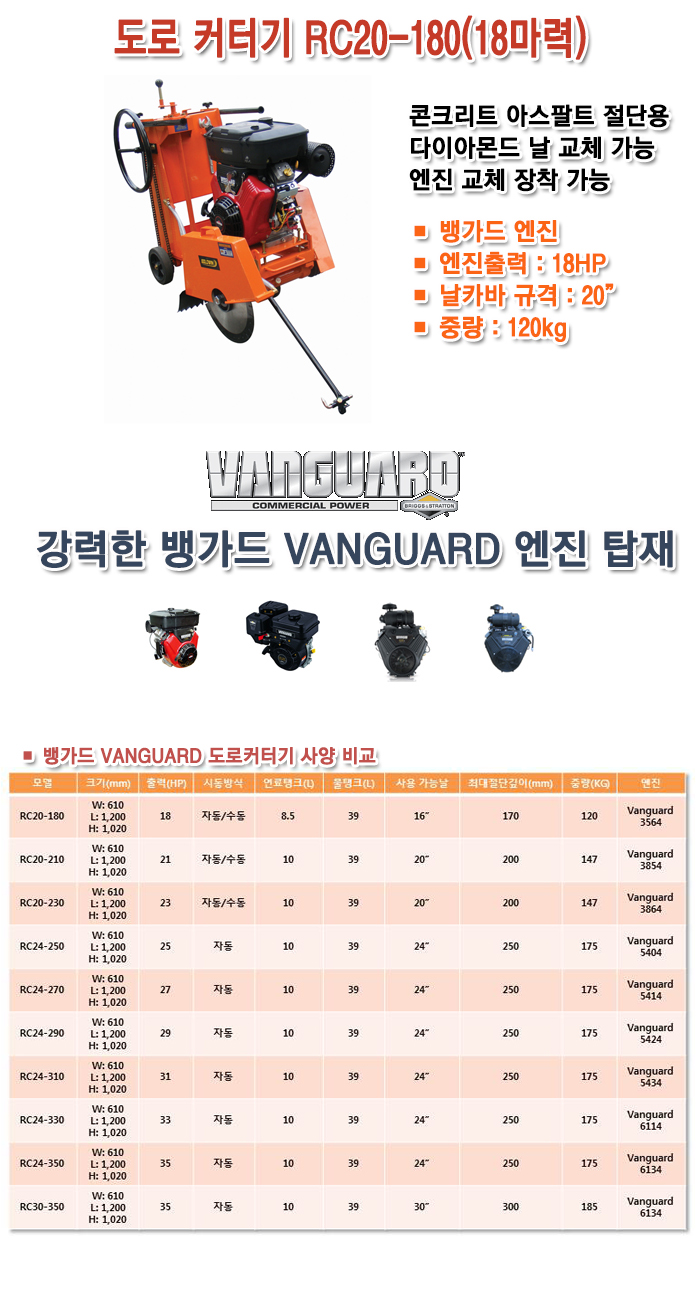 도로 커터기 RC20-180(18마력)
콘크리트 아스팔트 절단용
다이아몬드 날 교체 가능
엔진 교체 장착 가능
■ 뱅가드 엔진
■ 엔진출력 : 18HP
■ 날카바 규격 : 20”
■ 중량 : 120kg
VANGUARD
COMMERCIAL POWER
BRIGGS & STRATTON
강력한 뱅가드 VANGUARD 엔진 탑재
■ 뱅가드 VANGUARD 도로커터기 사양 비교
모델 크기(mm) 출력(HP) 시동방식 연료탱크(L) 물탱크(L) 사용 가능날 최대절단깊이(mm) 중량(KG) 엔진
RC20-180 W: 610 L: 1,200 H: 1,020 18 자동/수동 8.5 39 16˝ 170 120 Vanguard 3564
RC20-210 W: 610 L: 1,200 H: 1,020 21 자동/수동 10 39 20˝ 200 147 Vanguard 3854
RC20-230 W: 610 L: 1,200 H: 1,020 23 자동/수동 10 39 20˝ 200 147 Vanguard 3864
RC24-250 W: 610 L: 1,200 H: 1,020 25 자동 10 39 24˝ 250 175 Vanguard 5404
RC24-270 W: 610 L: 1,200 H: 1,020 27 자동 10 39 24˝ 250 175 Vanguard 5414
RC24-290 W: 610 L: 1,200 H: 1,020 29 자동 10 39 24˝ 250 175 Vanguard 5424
RC24-310 W: 610 L: 1,200 H: 1,020 31 자동 10 39 24˝ 250 175 Vanguard 5434
RC24-330 W: 610 L: 1,200 H: 1,020 33 자동 10 39 24˝ 250 175 Vanguard 6114
RC24-350 W: 610 L: 1,200 H: 1,020 35 자동 10 39 24˝ 250 175 Vanguard 6134
RC30-350 W: 610 L: 1,200 H: 1,020 35 자동 10 39 30˝ 300 185 Vanguard 6134